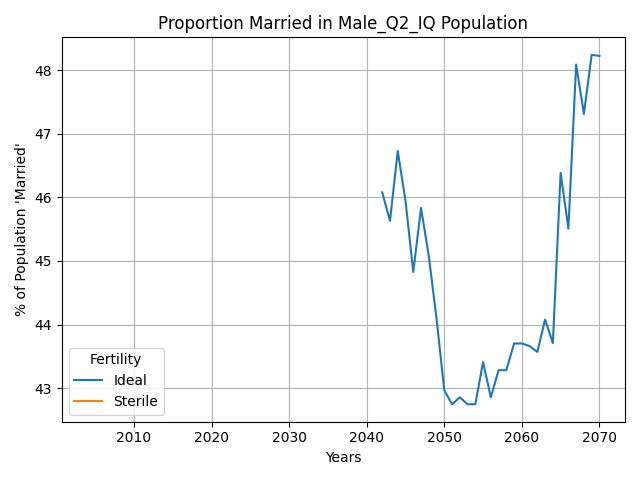 Proportion Married in Male_Q2_IQ Population
% of Population 'Married'
48
47
46
45
44
43
Fertility
Ideal
Sterile
2010 2020 2030 2040 2050 2060 2070
Years